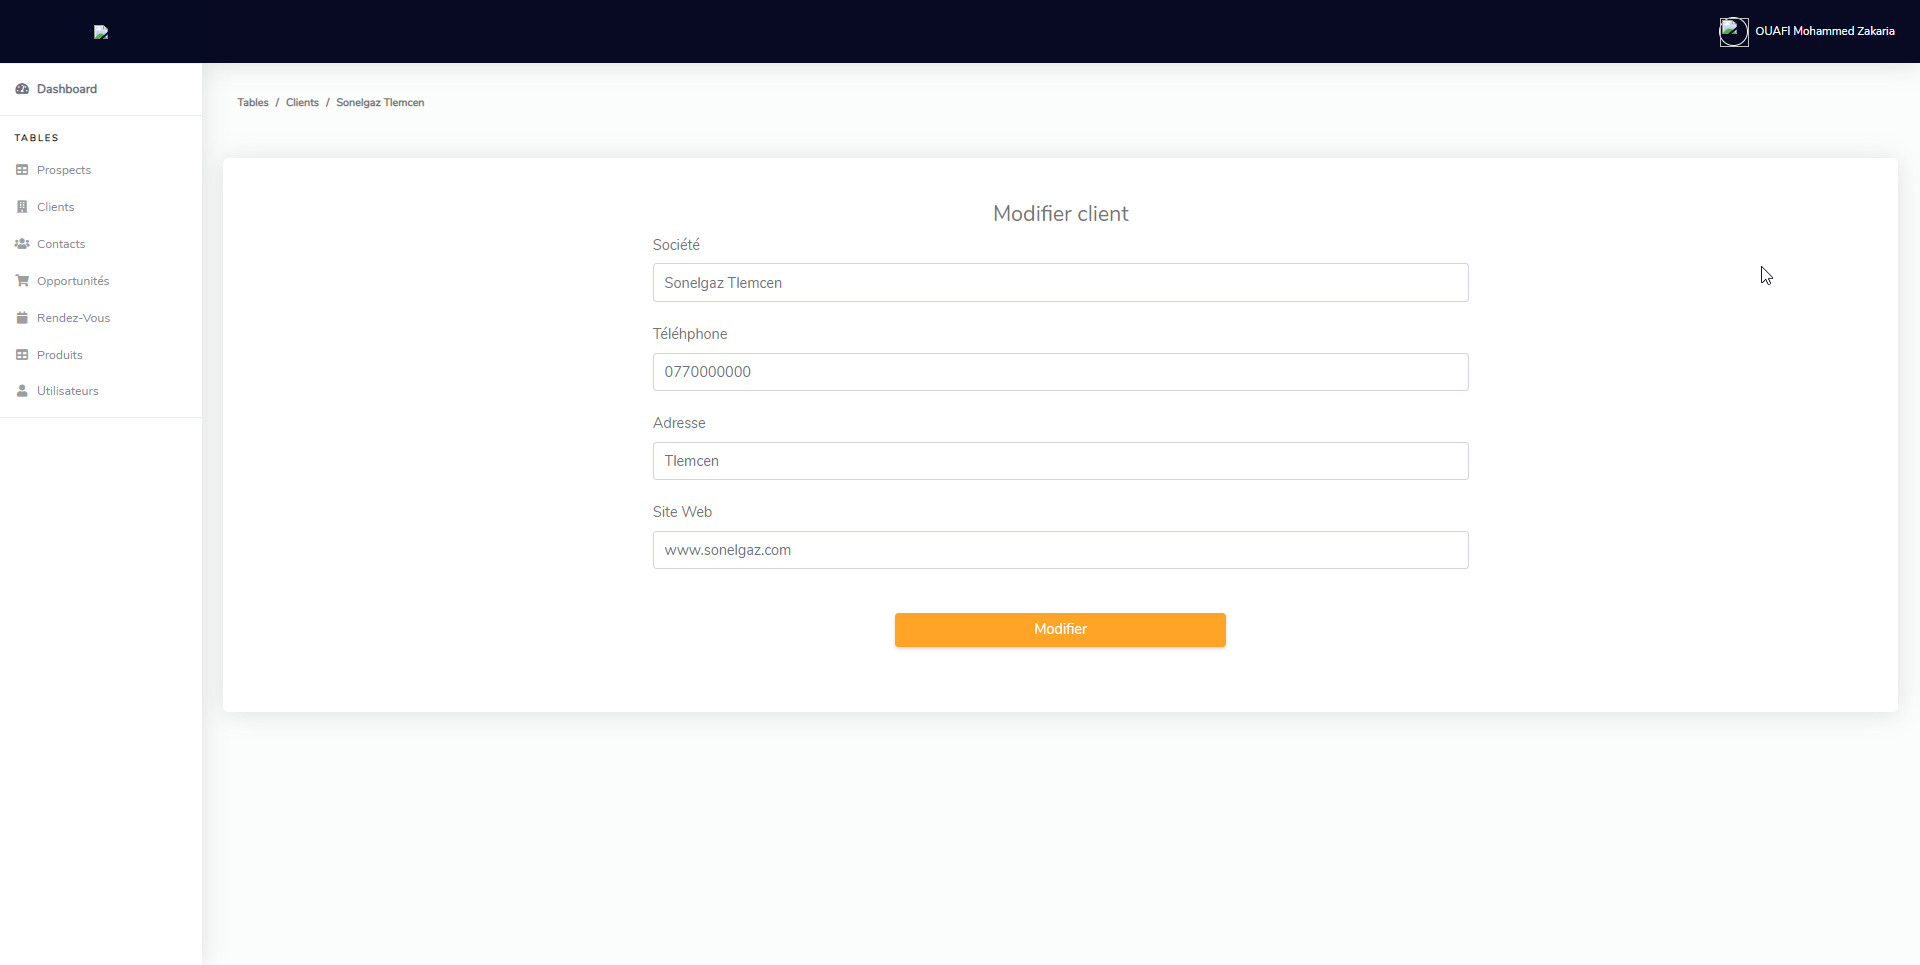 OUAFI Mohammed Zakaria
Dashboard
TABLES
Prospects
Clients
Contacts
Opportunités
Rendez-Vous
Produits
Utilisateurs
Tables / Clients / Sonelgaz Tlemcen
Modifier client
Société
Sonelgaz Tlemcen
Téléhphone
0770000000
Adresse
Tlemcen
Site Web
www.sonelgaz.com
Modifier